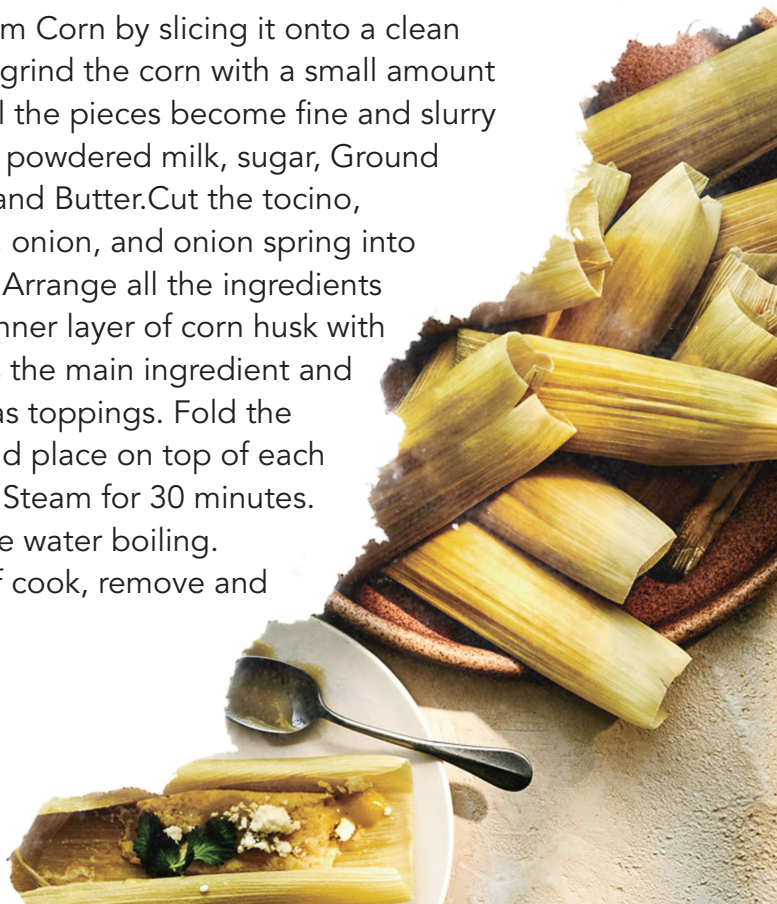 m Corn by slicing it onto a clean
grind the corn with a small amount
l the pieces become fine and slurry
powdered milk, sugar, Ground
and Butter.Cut the tocino,
onion, and onion spring into
Arrange all the ingredients
nner layer of corn husk with
the main ingredient and
as toppings. Fold the
d place on top of each
Steam for 30 minutes.
e water boiling.
f cook, remove and